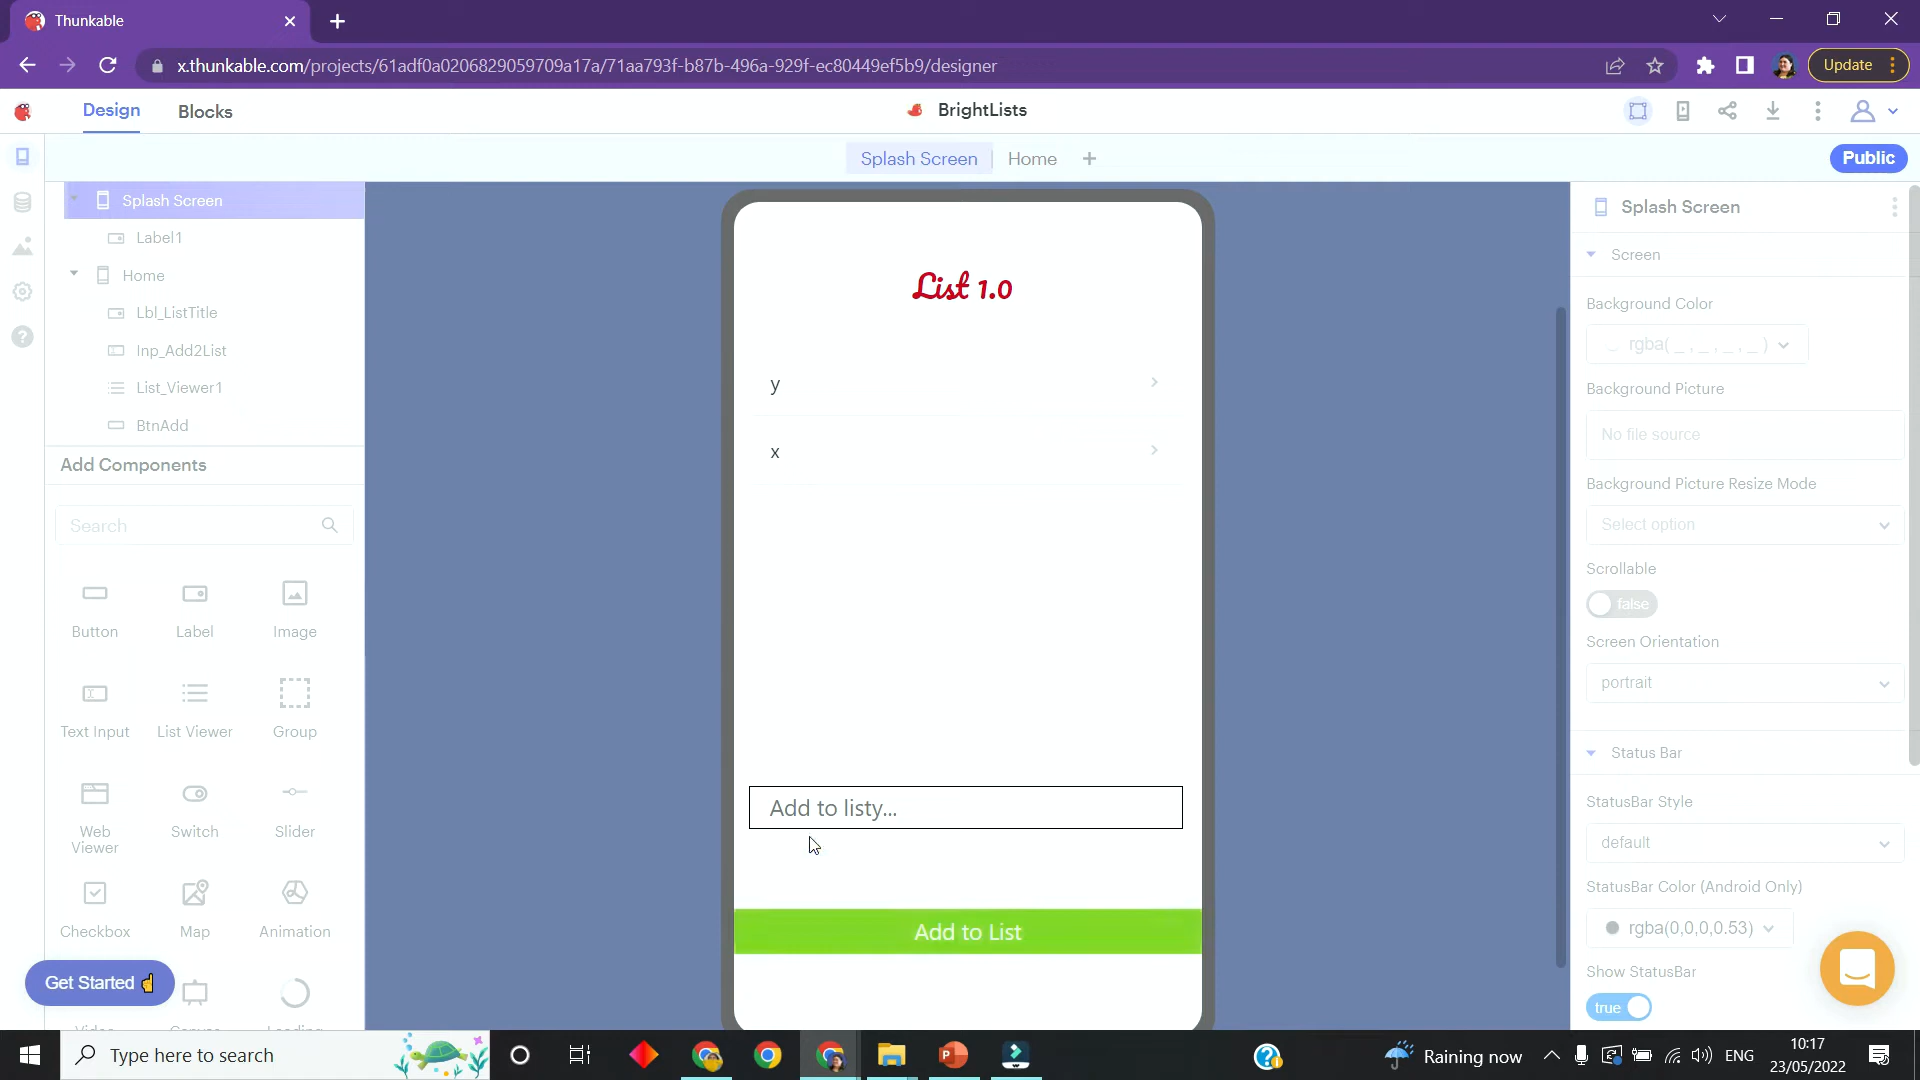 Thunkable
x.thunkable.com/projects/61adf0a0206829059709a17a/71aa793f-b87b-496a-929f-ec80449ef5b9/designer
Update
Design
Blocks
BrightLists
Splash Screen
Home
Public
Splash Screen
Label1
Home
Lbl_ListTitle
Inp_Add2List
List_Viewer1
BtnAdd
Add Components
Search
Button
Label
Image
Text Input
List Viewer
Group
Web Viewer
Switch
Slider
Checkbox
Map
Animation
Get Started
Video
Canvas
Loading
List 1.0
y
x
Add to listy...
Add to List
Splash Screen
Screen
Background Color
rgba( _ , _ , _ , _ )
Background Picture
No file source
Background Picture Resize Mode
Select option
Scrollable
false
Screen Orientation
portrait
Status Bar
StatusBar Style
default
StatusBar Color (Android Only)
rgba(0,0,0,0.53)
Show StatusBar
true
Type here to search
Raining now
ENG
10:17
23/05/2022